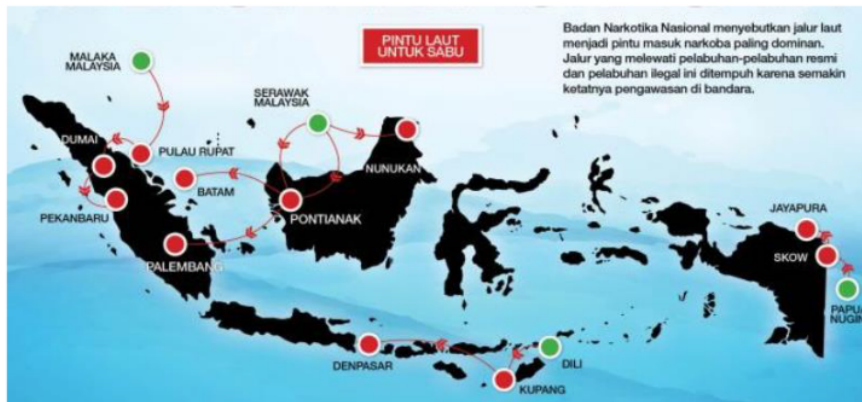 PINTU LAUT
UNTUK SABU
Badan Narkotika Nasional menyebutkan jalur laut
menjadi pintu masuk narkoba paling dominan.
Jalur yang melewati pelabuhan-pelabuhan resmi
dan pelabuhan ilegal ini ditempuh karena semakin
ketatnya pengawasan di bandara.
MALAKA
MALAYSIA
SERAWAK
MALAYSIA
DUMAI
PULAU RUPAT
NUNUKAN
BATAM
PEKANBARU
PONTIANAK
JAYAPURA
PALEMBANG
SKOW
PAPUA
NUGIN
DENPASAR
DILI
KUPANG